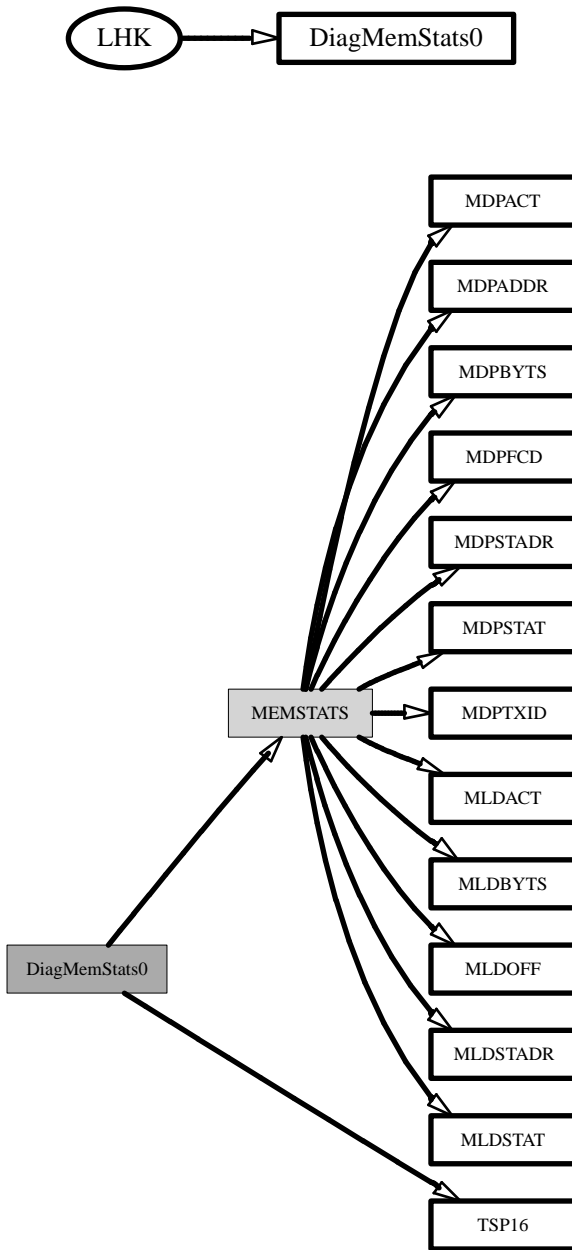 LHK
DiagMemStats0
MDPACT
MDPADDR
MDPBYTS
MDPFCD
MDPSTADR
MDPSTAT
MEMSTATS
MDPTXID
MLDACT
MLDBYTS
DiagMemStats0
MLDOFF
MLDSTADR
MLDSTAT
TSP16